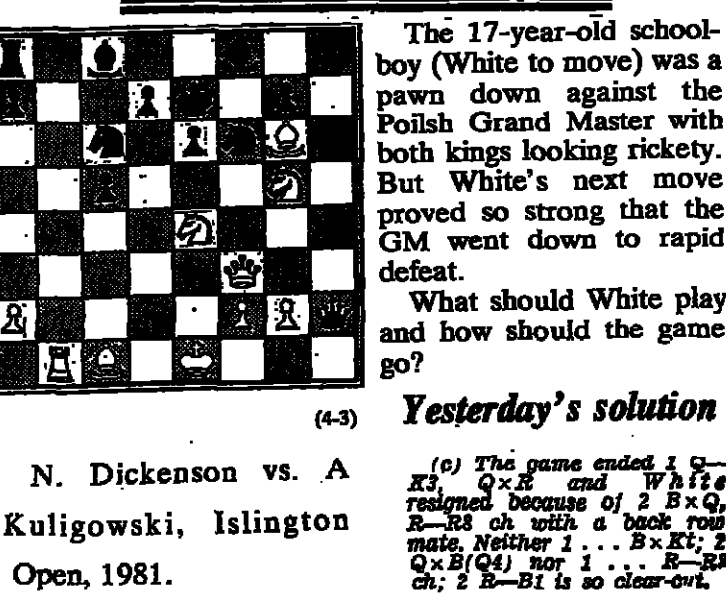 The 17-year-old school-
boy (White to move) was a
pawn down against the
Poilsh Grand Master with
both kings looking rickety.
But White's next move
proved so strong that the
GM went down to rapid
defeat.
What should White play
and how should the game
go?
(4-3)
N. Dickenson vs. A
Kuligowski, Islington
Open, 1981.
Yesterday's solution
(c) The game ended 1 Q—
K3, Q×R and White
resigned because of 2 B×Q,
R—R8 ch with a back row
mate. Neither 1 . . . B×Kt; 2
Q×B(Q4) nor 1 . . . R—R8
ch; 2 R—B1 is so clear-cut.